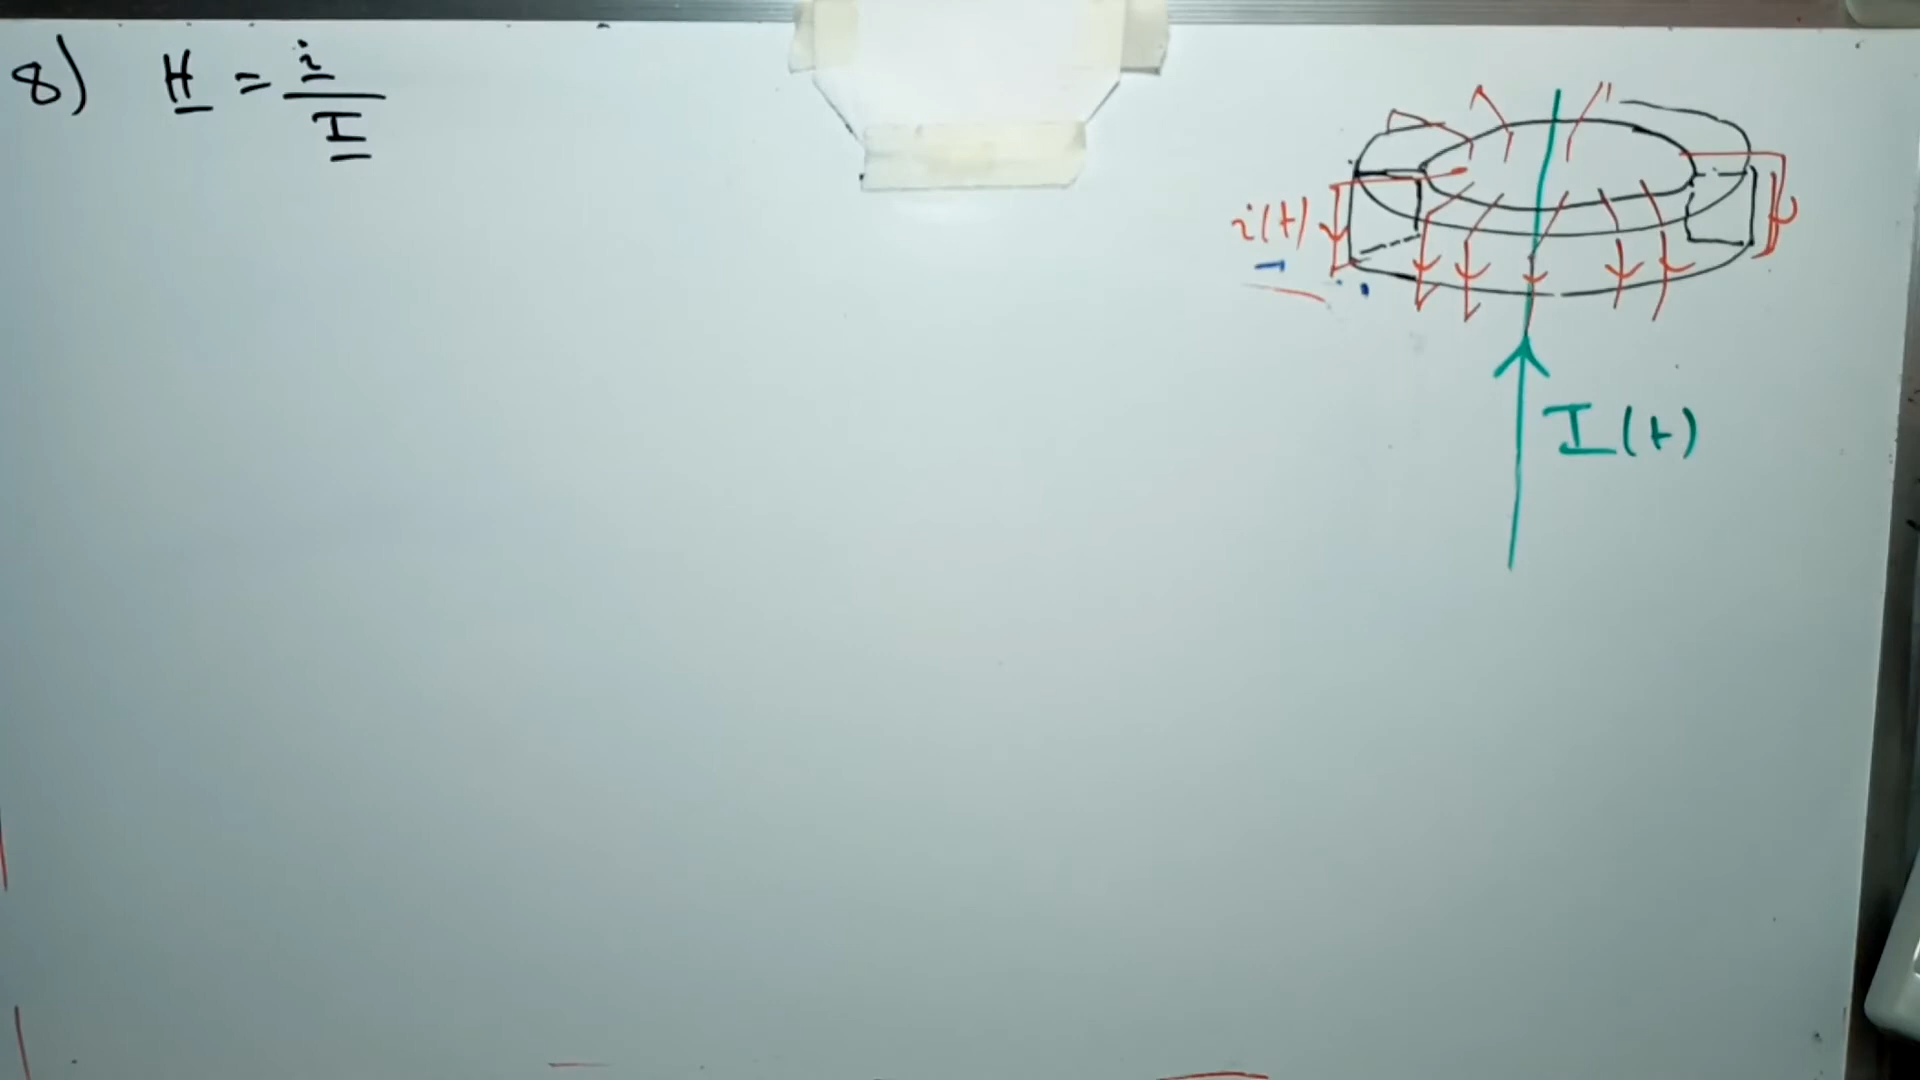 8) H = i / I
i(t)
I(t)